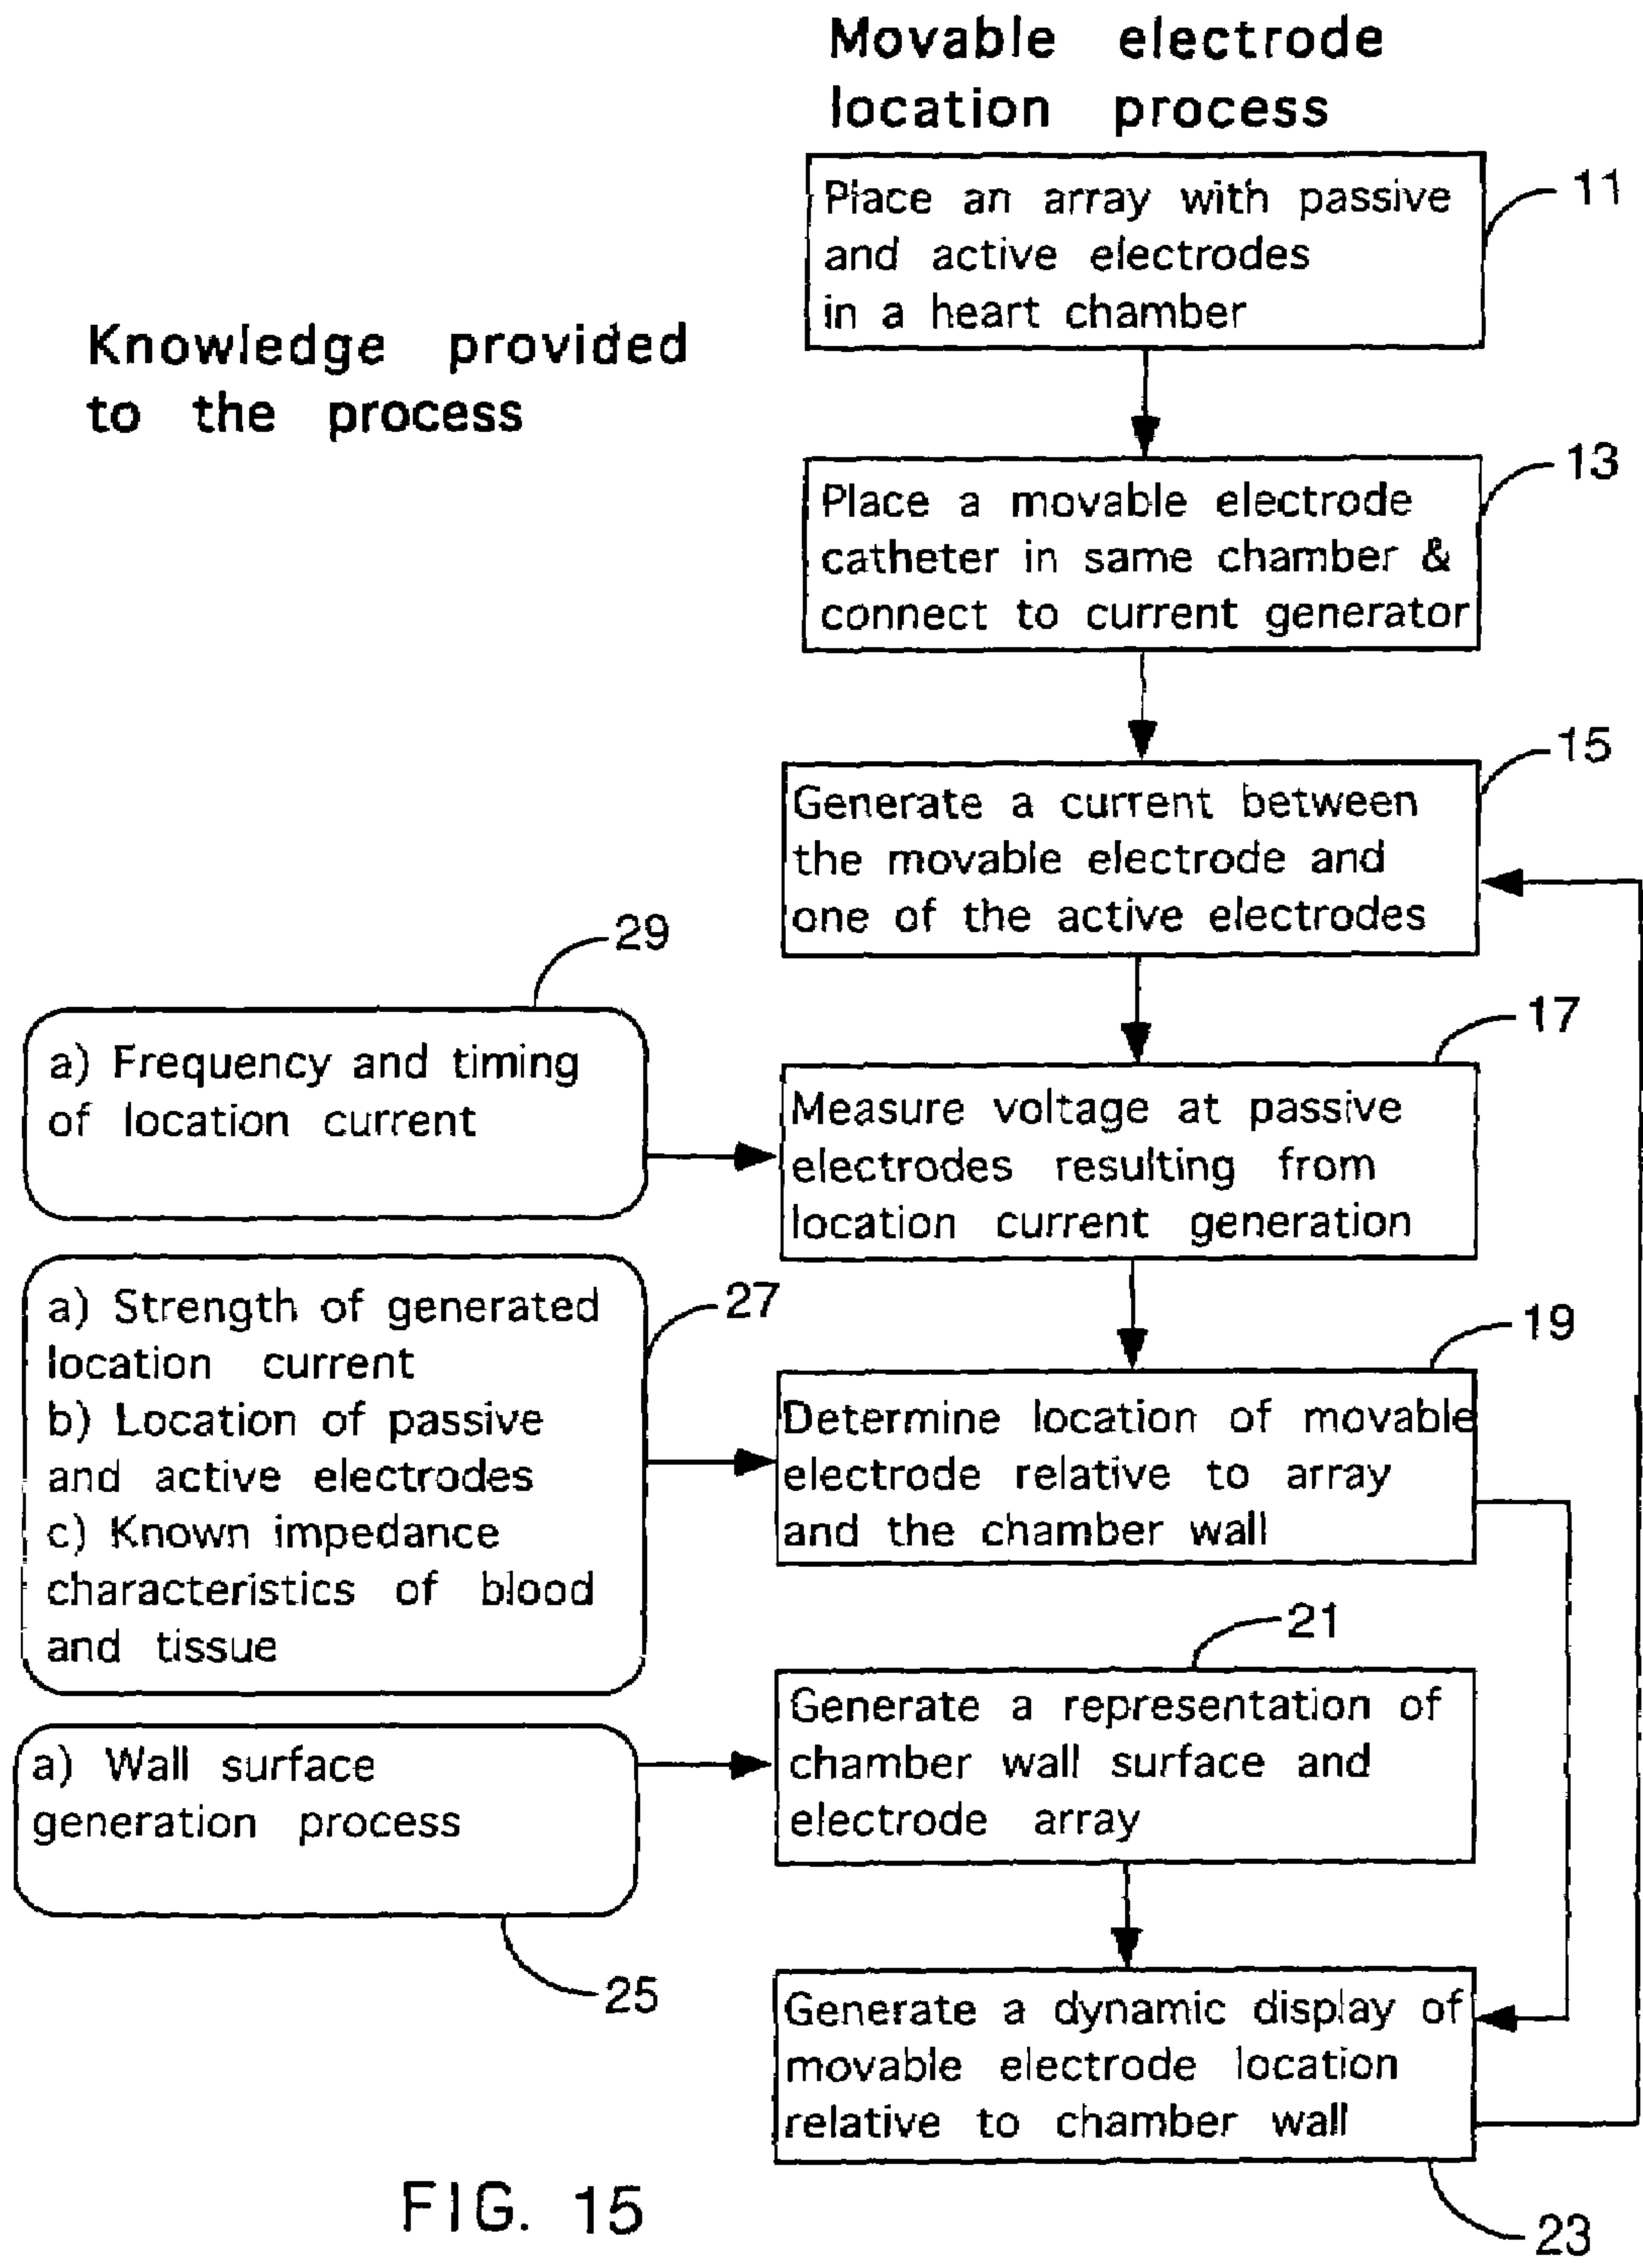 Movable electrode
location process
Place an array with passive
and active electrodes
in a heart chamber
11
Knowledge provided
to the process
Place a movable electrode
catheter in same chamber &
connect to current generator
13
Generate a current between
the movable electrode and
one of the active electrodes
15
29
a) Frequency and timing
of location current
Measure voltage at passive
electrodes resulting from
location current generation
17
a) Strength of generated
location current
b) Location of passive
and active electrodes
c) Known impedance
characteristics of blood
and tissue
27
Determine location of movable
electrode relative to array
and the chamber wall
19
a) Wall surface
generation process
25
Generate a representation of
chamber wall surface and
electrode array
21
Generate a dynamic display of
movable electrode location
relative to chamber wall
23
FIG. 15